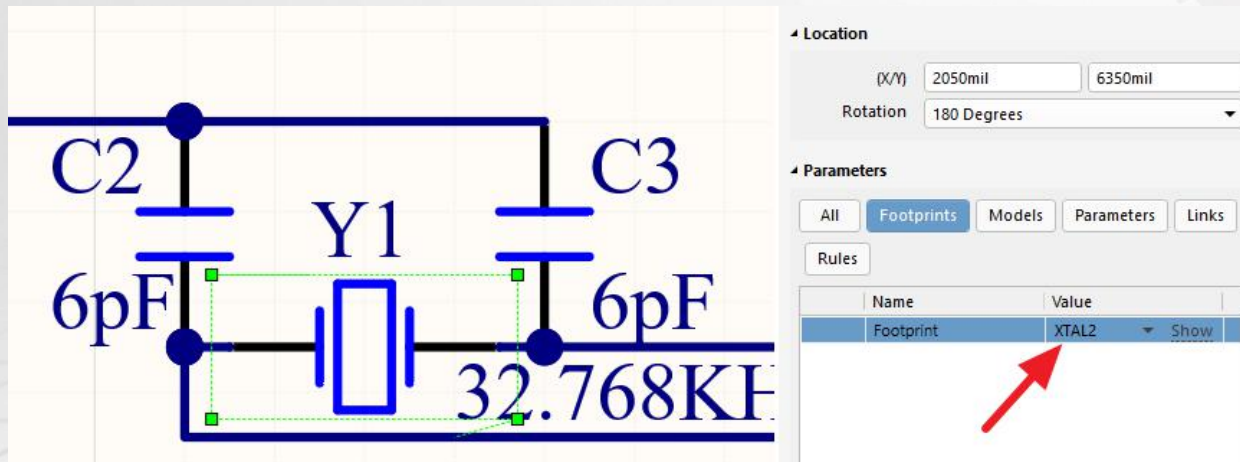 C2
C3
Y1
6pF
6pF
32.768KH
Location
(X/Y) 2050mil 6350mil
Rotation 180 Degrees
Parameters
All Footprints Models Parameters Links
Rules
Name Value
Footprint XTAL2 Show